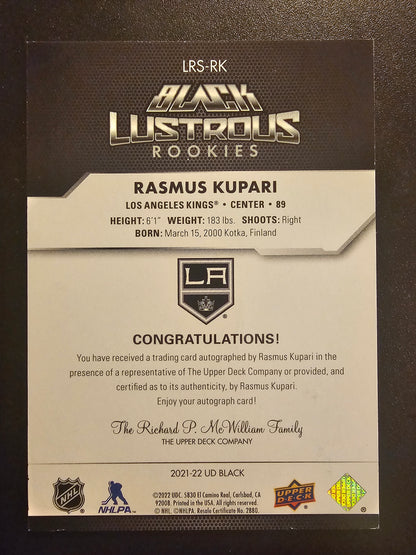 LRS-RK
BLACK
LUSTROUS
ROOKIES
RASMUS KUPARI
LOS ANGELES KINGS® • CENTER • 89
HEIGHT: 6'1" WEIGHT: 183 lbs. SHOOTS: Right
BORN: March 15, 2000 Kotka, Finland
LA
®
CONGRATULATIONS!
You have received a trading card autographed by Rasmus Kupari in the
presence of a representative of The Upper Deck Company or provided, and
certified as to its authenticity, by Rasmus Kupari.
Enjoy your autograph card!
The Richard P. McWilliam Family
THE UPPER DECK COMPANY
2021-22 UD BLACK
NHL
NHLPA
©2022 UDC. 5830 El Camino Real, Carlsbad, CA
92008. Printed in the USA. All rights reserved.
© NHL. ©NHLPA. Resale Certificate No. 2880.
UPPER
DECK
®